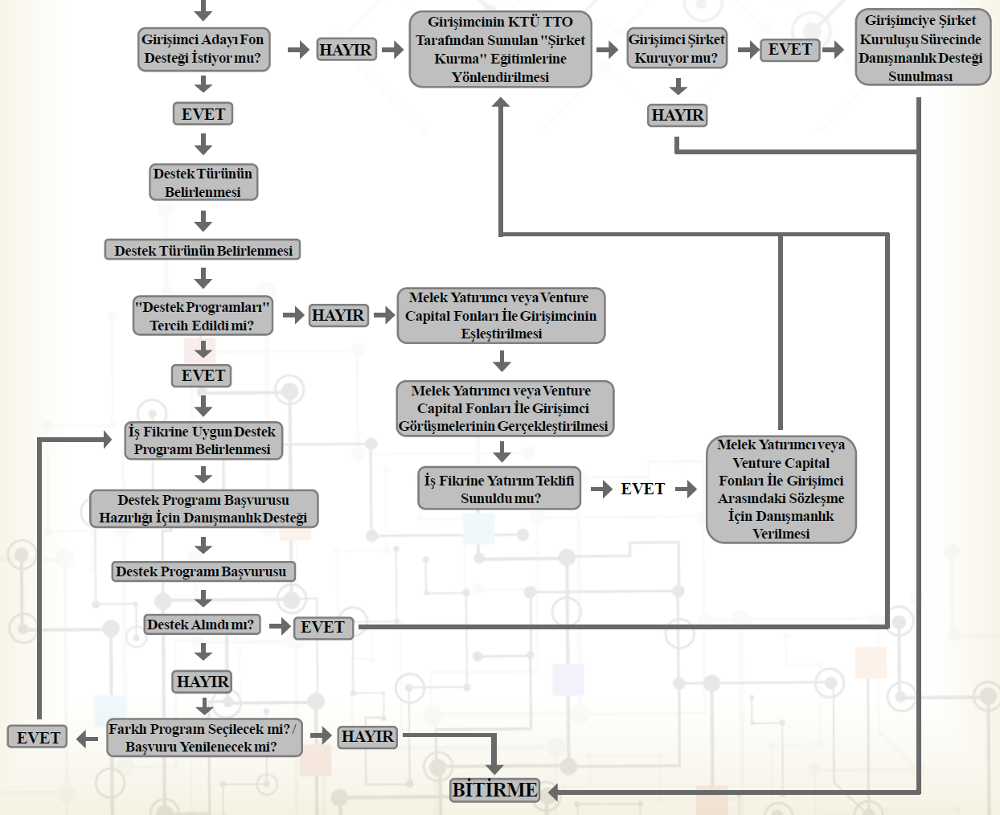 Girişimci Adayı Fon
Desteği İstiyor mu?
HAYIR
Girişimcinin KTÜ TTO
Tarafından Sunulan "Şirket
Kurma" Eğitimlerine
Yönlendirilmesi
Girişimci Şirket
Kuruyor mu?
EVET
Girişimciye Şirket
Kuruluşu Sürecinde
Danışmanlık Desteği
Sunulması
EVET
HAYIR
Destek Türünün
Belirlenmesi
Destek Türünün Belirlenmesi
"Destek Programları"
Tercih Edildi mi?
HAYIR
Melek Yatırımcı veya Venture
Capital Fonları İle Girişimcinin
Eşleştirilmesi
EVET
Melek Yatırımcı veya Venture
Capital Fonları İle Girişimci
Görüşmelerinin Gerçekleştirilmesi
İş Fikrine Uygun Destek
Programı Belirlenmesi
İş Fikrine Yatırım Teklifi
Sunuldu mu?
EVET
Melek Yatırımcı veya
Venture Capital
Fonları İle Girişimci
Arasındaki Sözleşme
İçin Danışmanlık
Verilmesi
Destek Programı Başvurusu
Hazırlığı İçin Danışmanlık Desteği
Destek Programı Başvurusu
Destek Alındı mı?
EVET
HAYIR
Farklı Program Seçilecek mi? /
Başvuru Yenilenecek mi?
EVET
HAYIR
BİTİRME